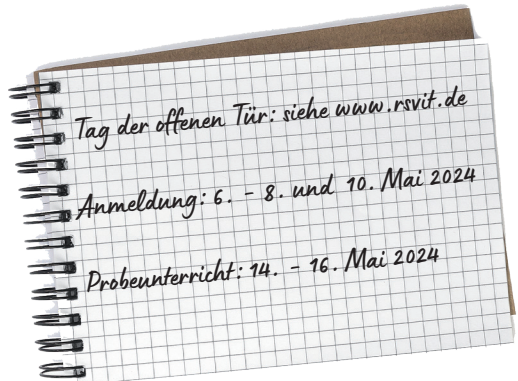 Tag der offenen Tür: siehe www.rsvit.de
Anmeldung: 6. - 8. und 10. Mai 2024
Probeunterricht: 14. - 16. Mai 2024